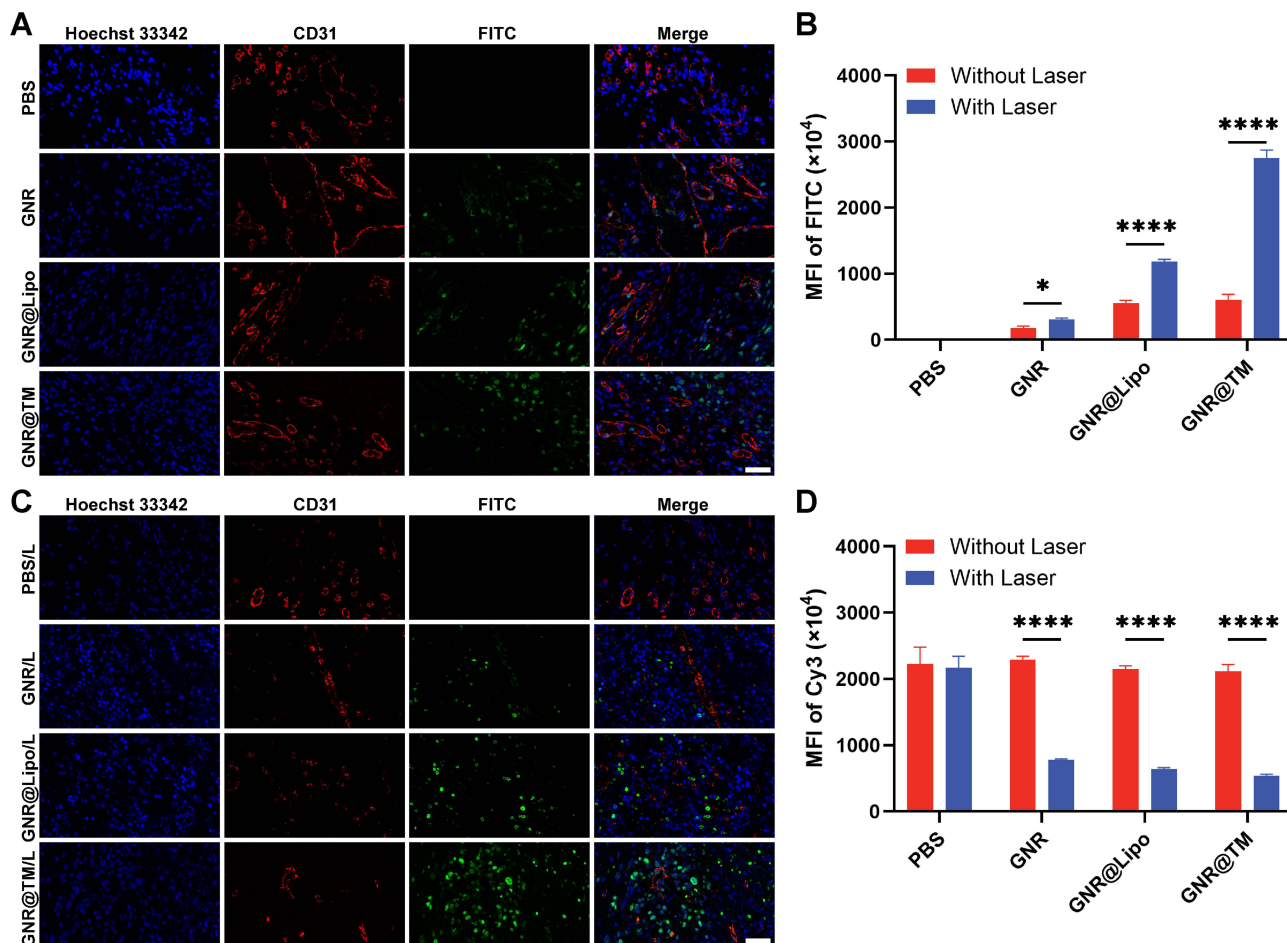 A
Hoechst 33342 CD31 FITC Merge
PBS
GNR
GNR@Lipo
GNR@TM
B
MFI of FITC (×10⁴)
4000
3000
2000
1000
0
Without Laser
With Laser
*
****
****
PBS GNR GNR@Lipo GNR@TM
C
Hoechst 33342 CD31 FITC Merge
PBS/L
GNR/L
GNR@Lipo/L
GNR@TM/L
D
MFI of Cy3 (×10⁴)
4000
3000
2000
1000
0
Without Laser
With Laser
****
****
****
PBS GNR GNR@Lipo GNR@TM